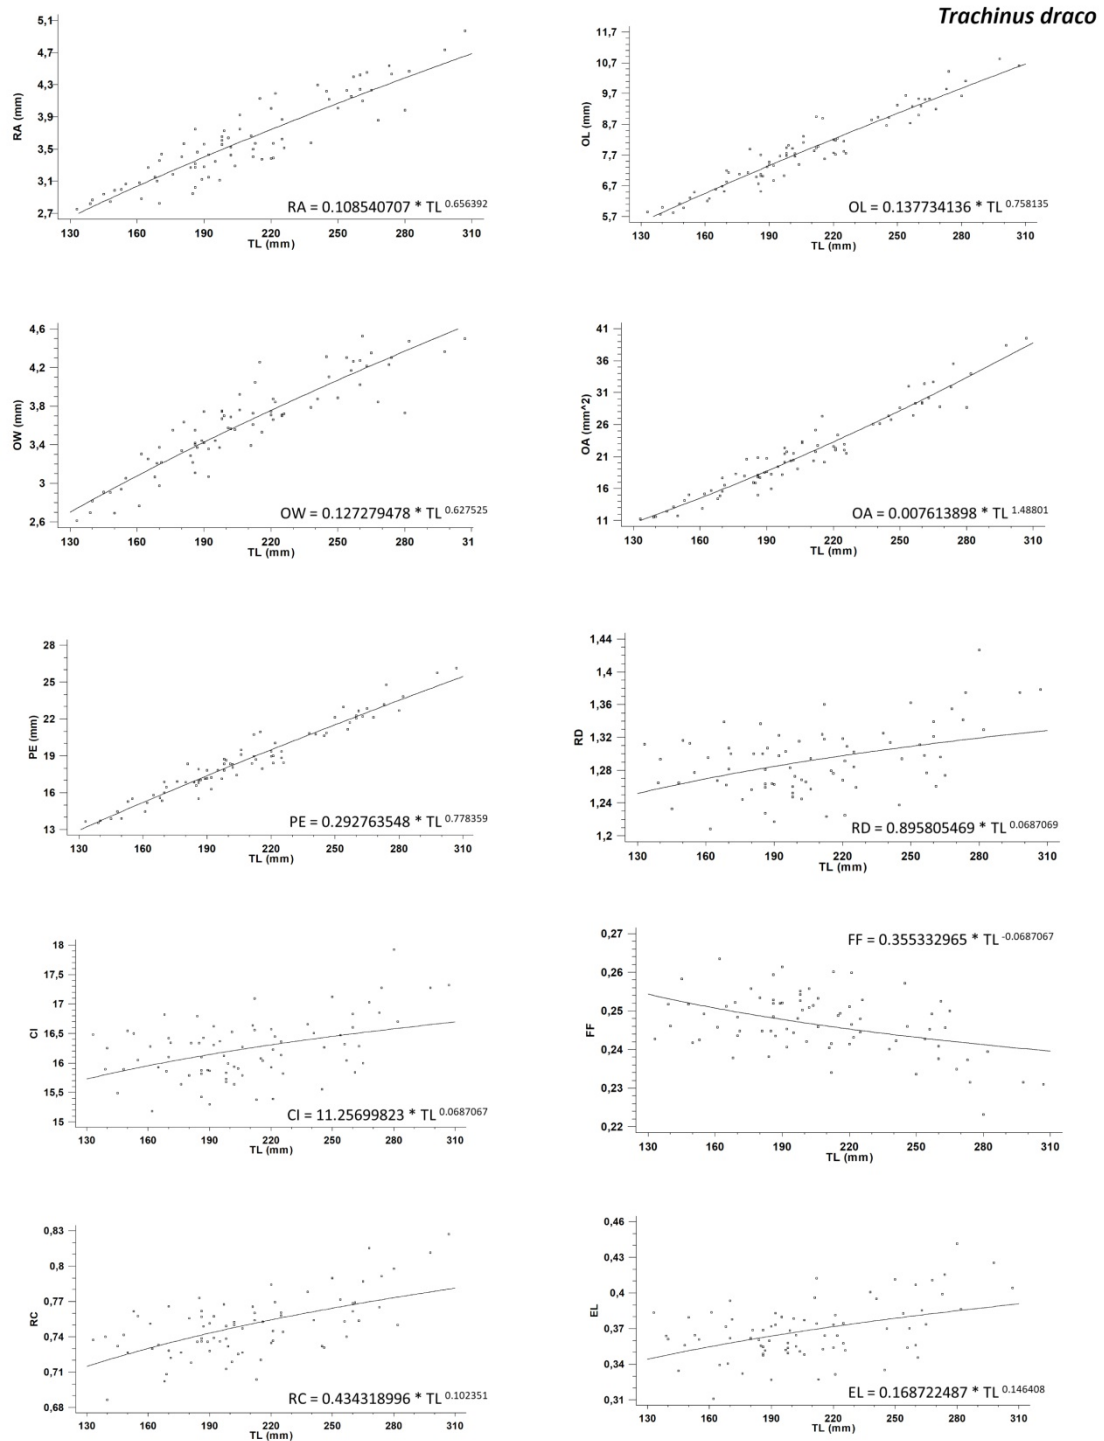 Trachinus draco
5,1
4,7
4,3
3,9
3,5
3,1
2,7
RA (mm)
RA = 0.108540707 * TL 0.656392
130 160 190 220 250 280 310
TL (mm)
11,7
10,7
9,7
8,7
7,7
6,7
5,7
OL (mm)
OL = 0.137734136 * TL 0.758135
130 160 190 220 250 280 310
TL (mm)
4,6
4,2
3,8
3,4
3
2,6
OW (mm)
OW = 0.127279478 * TL 0.627525
130 160 190 220 250 280 31
TL (mm)
41
36
31
26
21
16
11
OA (mm^2)
OA = 0.007613898 * TL 1.48801
130 160 190 220 250 280 310
TL (mm)
28
25
22
19
16
13
PE (mm)
PE = 0.292763548 * TL 0.778359
130 160 190 220 250 280 310
TL (mm)
1,44
1,4
1,36
1,32
1,28
1,24
1,2
RD
RD = 0.895805469 * TL 0.0687069
130 160 190 220 250 280 310
TL (mm)
18
17,5
17
16,5
16
15,5
15
CI
CI = 11.25699823 * TL 0.0687067
130 160 190 220 250 280 310
TL (mm)
0,27
0,26
0,25
0,24
0,23
0,22
FF
FF = 0.355332965 * TL -0.0687067
130 160 190 220 250 280 310
TL (mm)
0,83
0,8
0,77
0,74
0,71
0,68
RC
RC = 0.434318996 * TL 0.102351
130 160 190 220 250 280 310
TL (mm)
0,46
0,43
0,4
0,37
0,34
0,31
EL
EL = 0.168722487 * TL 0.146408
130 160 190 220 250 280 310
TL (mm)